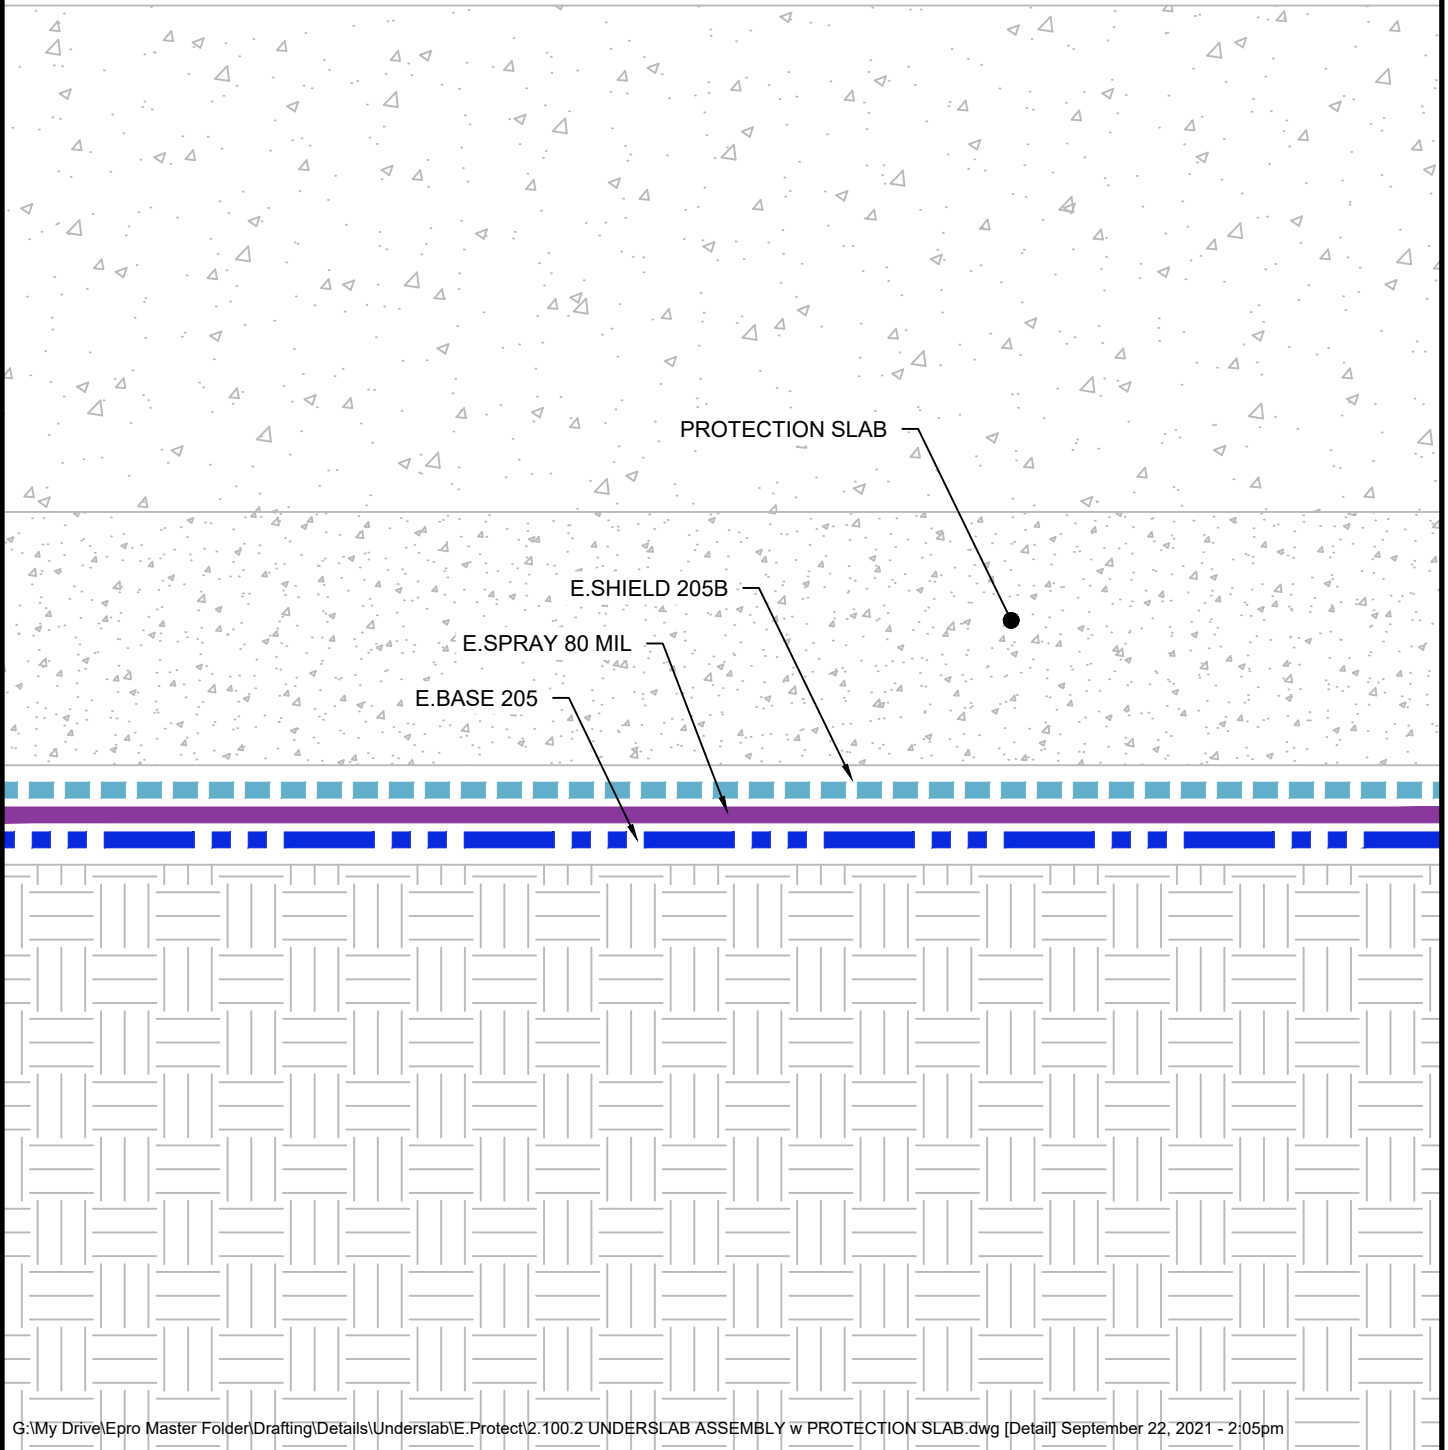 PROTECTION SLAB
E.SHIELD 205B
E.SPRAY 80 MIL
E.BASE 205
G:\My Drive\Epro Master Folder\Drafting\Details\Underslab\E.Protect\2.100.2 UNDERSLAB ASSEMBLY w PROTECTION SLAB.dwg [Detail] September 22, 2021 - 2:05pm